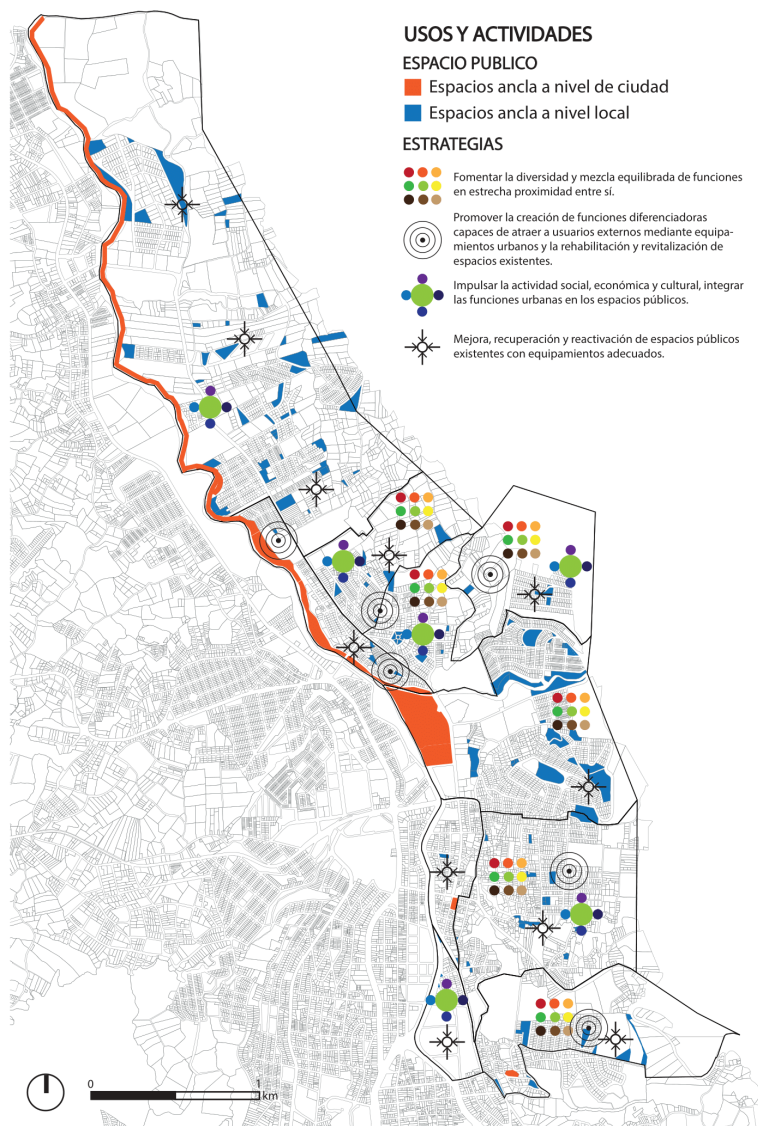 USOS Y ACTIVIDADES
ESPACIO PUBLICO
Espacios ancla a nivel de ciudad
Espacios ancla a nivel local
ESTRATEGIAS
Fomentar la diversidad y mezcla equilibrada de funciones
en estrecha proximidad entre sí.
Promover la creación de funciones diferenciadoras
capaces de atraer a usuarios externos mediante equipa-
mientos urbanos y la rehabilitación y revitalización de
espacios existentes.
Impulsar la actividad social, económica y cultural, integrar
las funciones urbanas en los espacios públicos.
Mejora, recuperación y reactivación de espacios públicos
existentes con equipamientos adecuados.
0 1
km